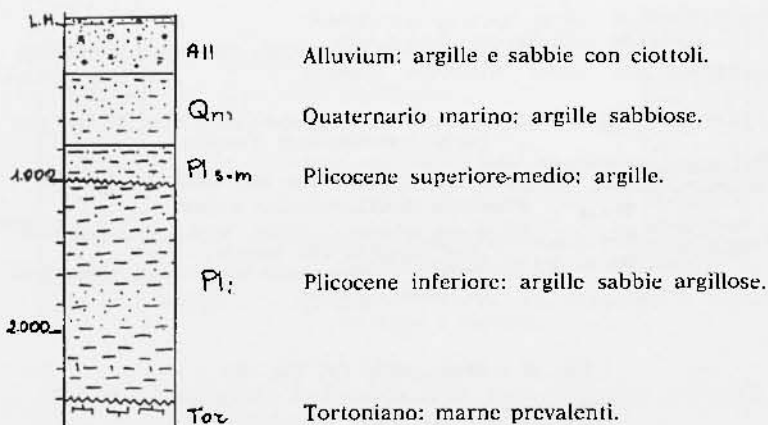 L.M.
All Alluvium: argille e sabbie con ciottoli.
Qm Quaternario marino: argille sabbiose.
Pl s-m Plicocene superiore-medio: argille.
1.000
Pl i Plicocene inferiore: argille sabbie argillose.
2.000
Tor Tortoniano: marne prevalenti.